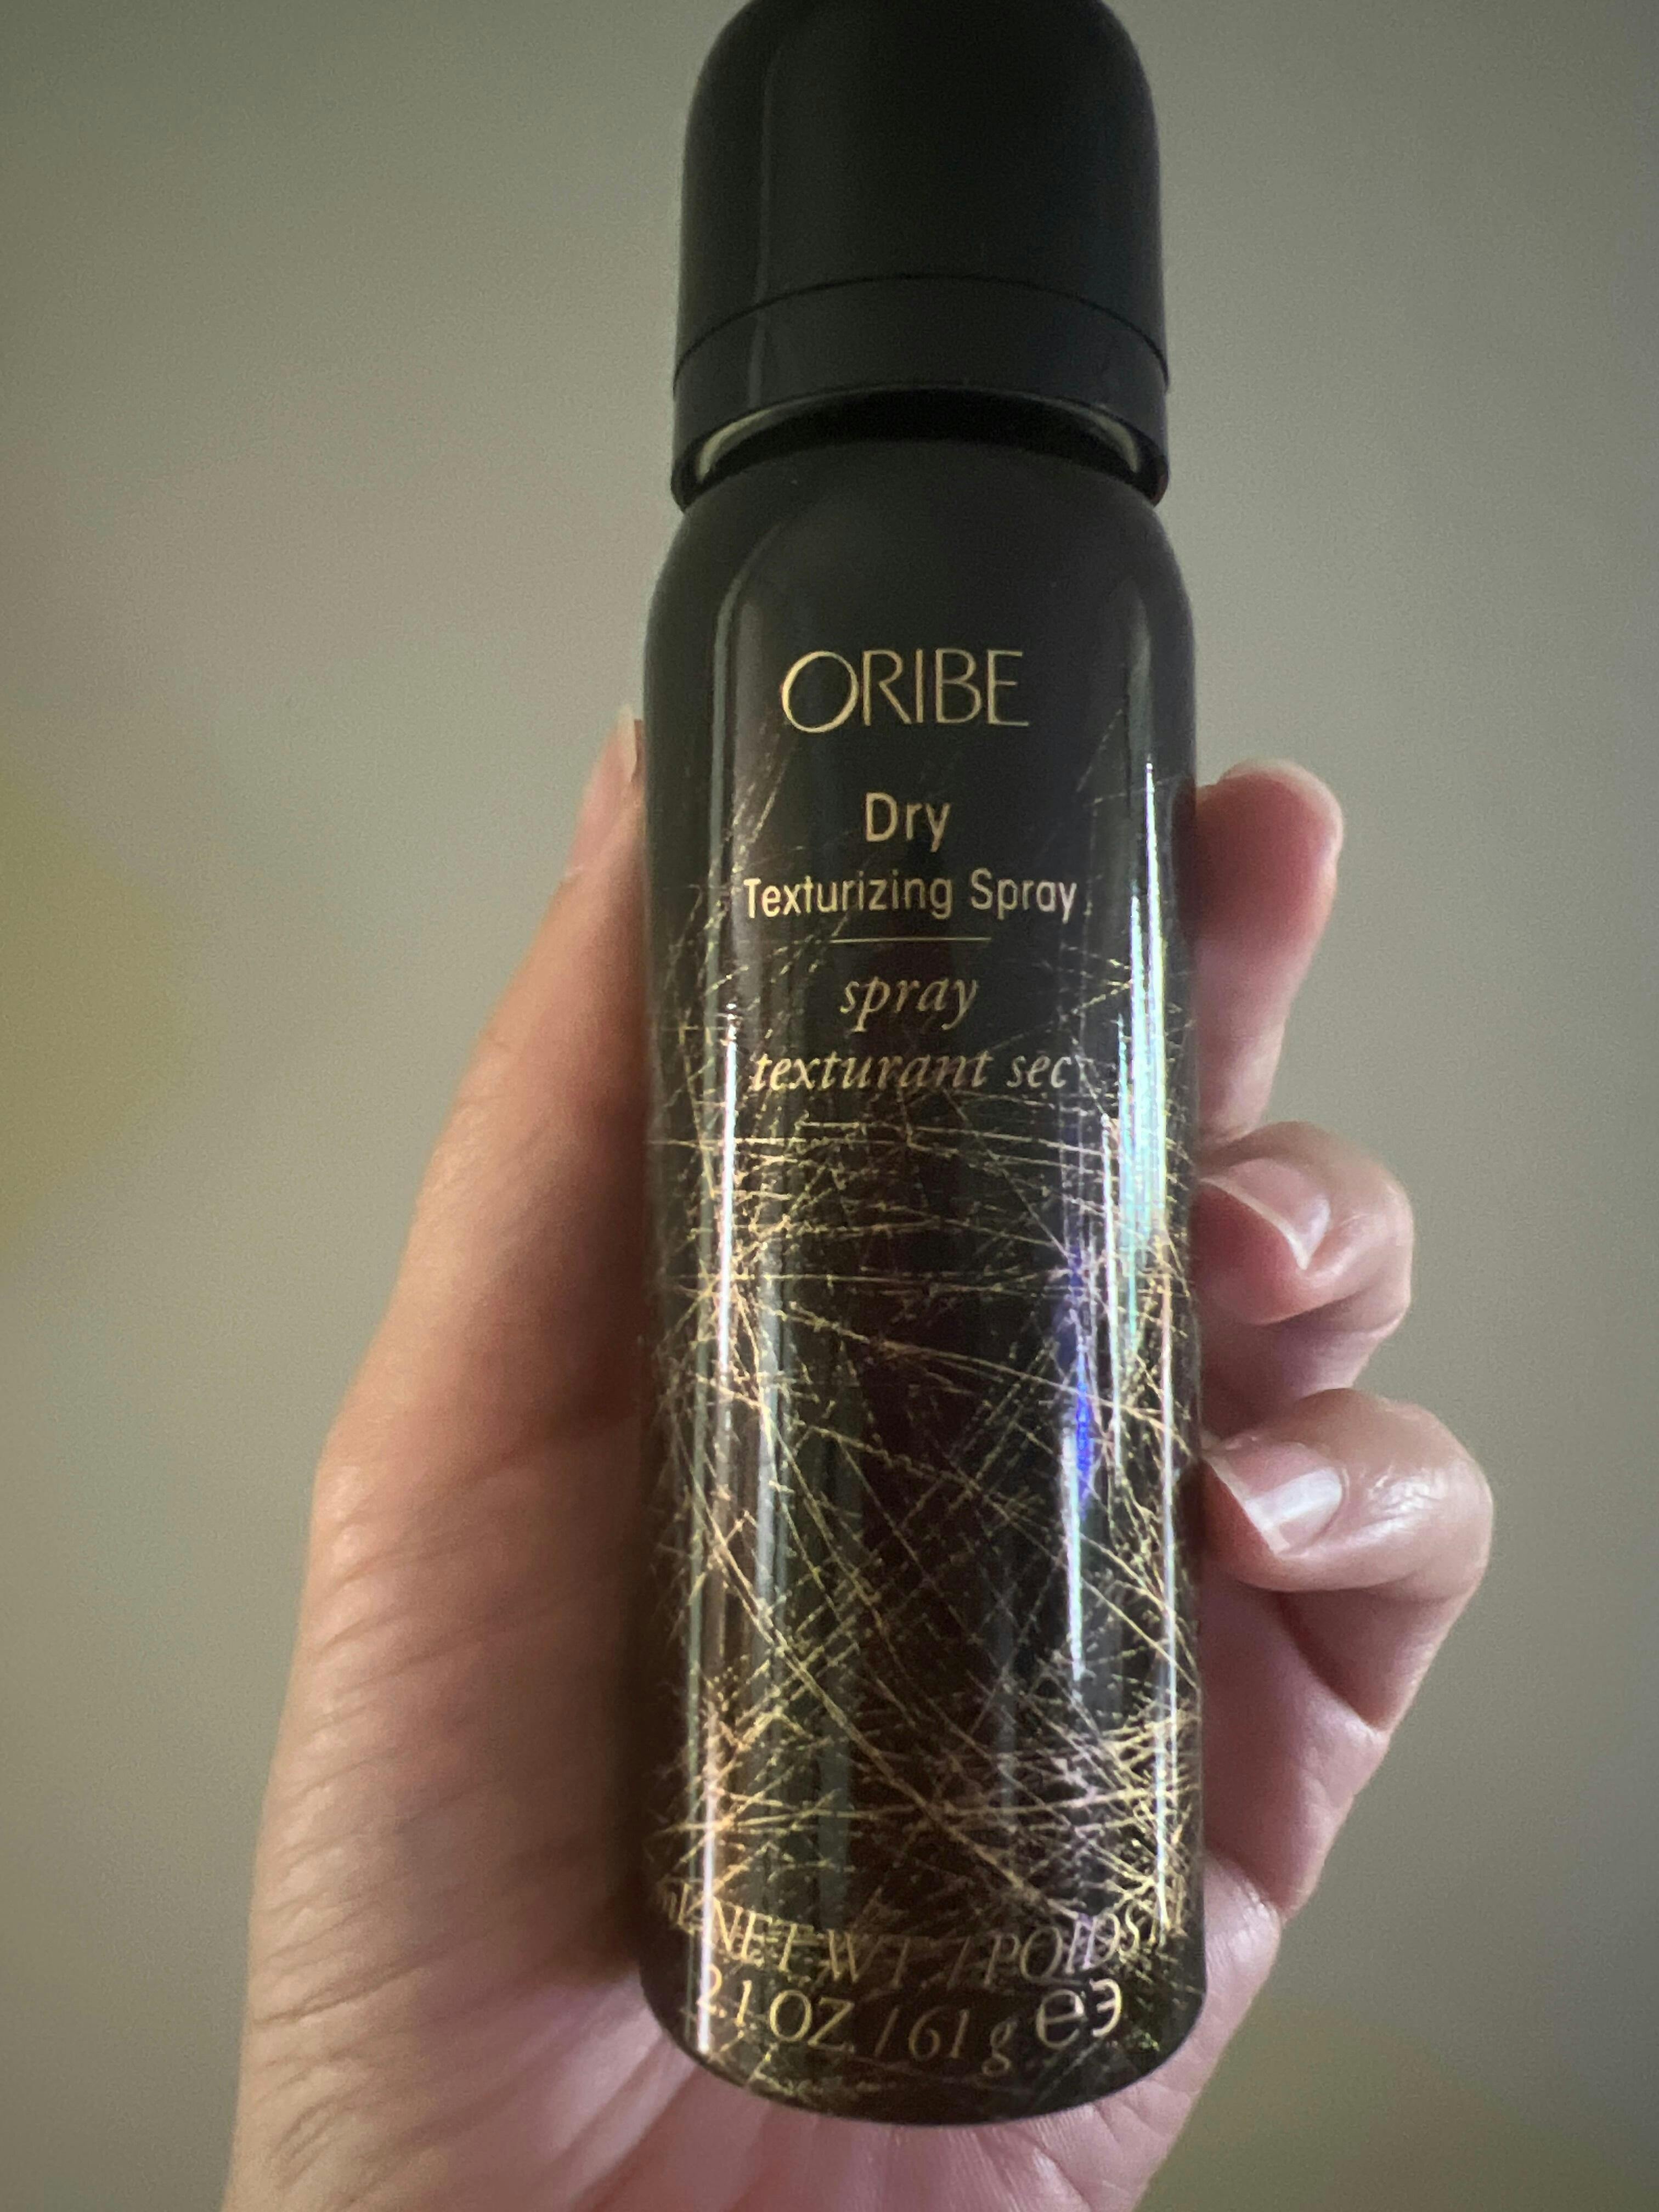 ORIBE
Dry
Texturizing Spray
spray
texturant sec
NET WT / POIDS
2.1 OZ / 61 g e